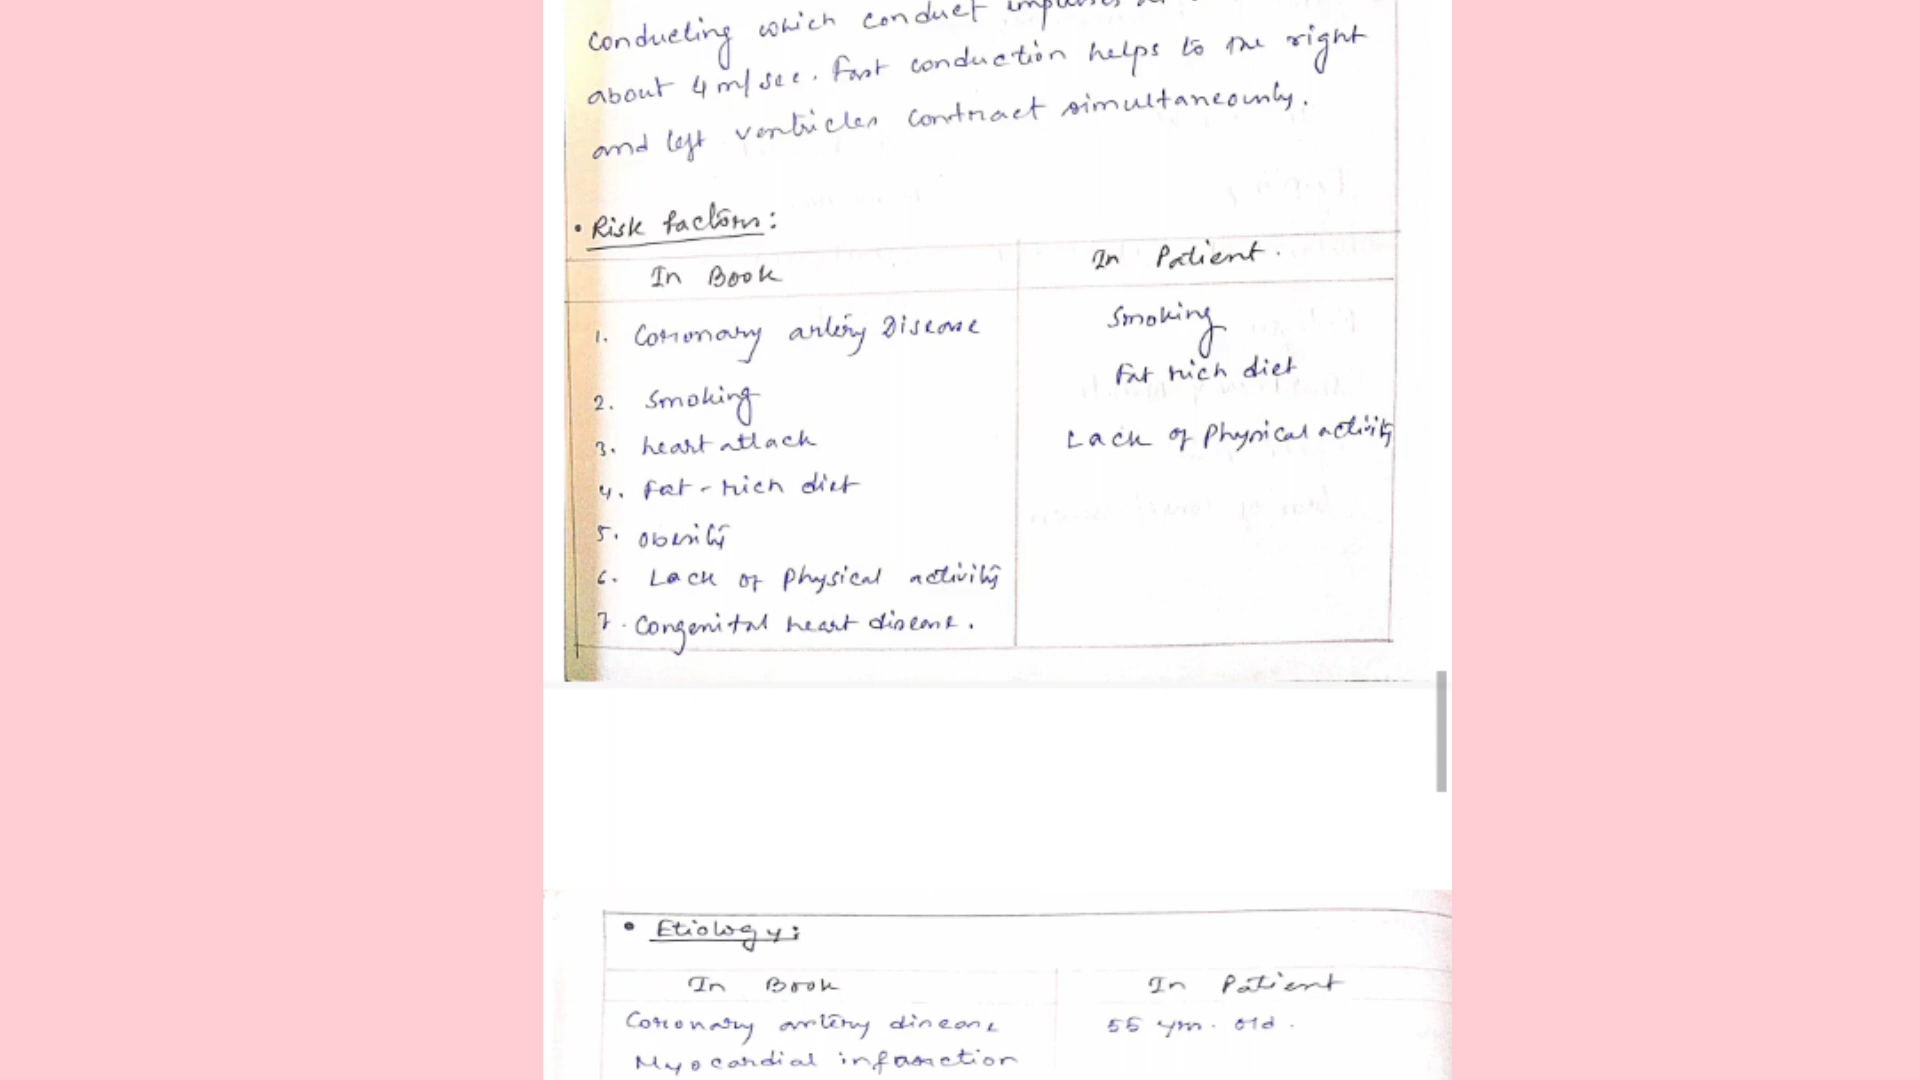 conducting which conduct impulses
about 4 m/sec. Fast conduction helps to the right
and left ventricles contract simultaneously.
• Risk factors:
In Book
In Patient.
1. Coronary artery Disease
Smoking
2. Smoking
Fat rich diet
3. heart attack
Lack of Physical activity
4. Fat-rich diet
5. Obesity
6. Lack of Physical activity
7. Congenital heart disease.
• Etiology:
In Book
In Patient
Coronary artery disease
55 yrs. old.
Myocardial infarction